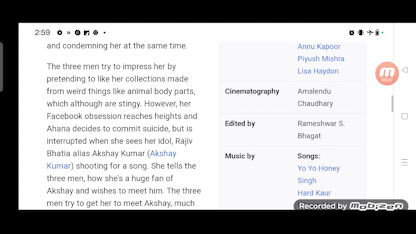 2:59
and condemning her at the same time.
The three men try to impress her by
pretending to like her collections made
from weird things like animal body parts,
which although are stingy. However, her
Facebook obsession reaches heights and
Ahana decides to commit suicide, but is
interrupted when she sees her idol, Rajiv
Bhatia alias Akshay Kumar (Akshay
Kumar) shooting for a song. She tells the
three men, how she's a huge fan of
Akshay and wishes to meet him. The three
men try to get her to meet Akshay, much
Annu Kapoor
Piyush Mishra
Lisa Haydon
Cinematography Amalendu
Chaudhary
Edited by Rameshwar S.
Bhagat
Music by Songs:
Yo Yo Honey
Singh
Hard Kaur
00:47
Recorded by Mobizen